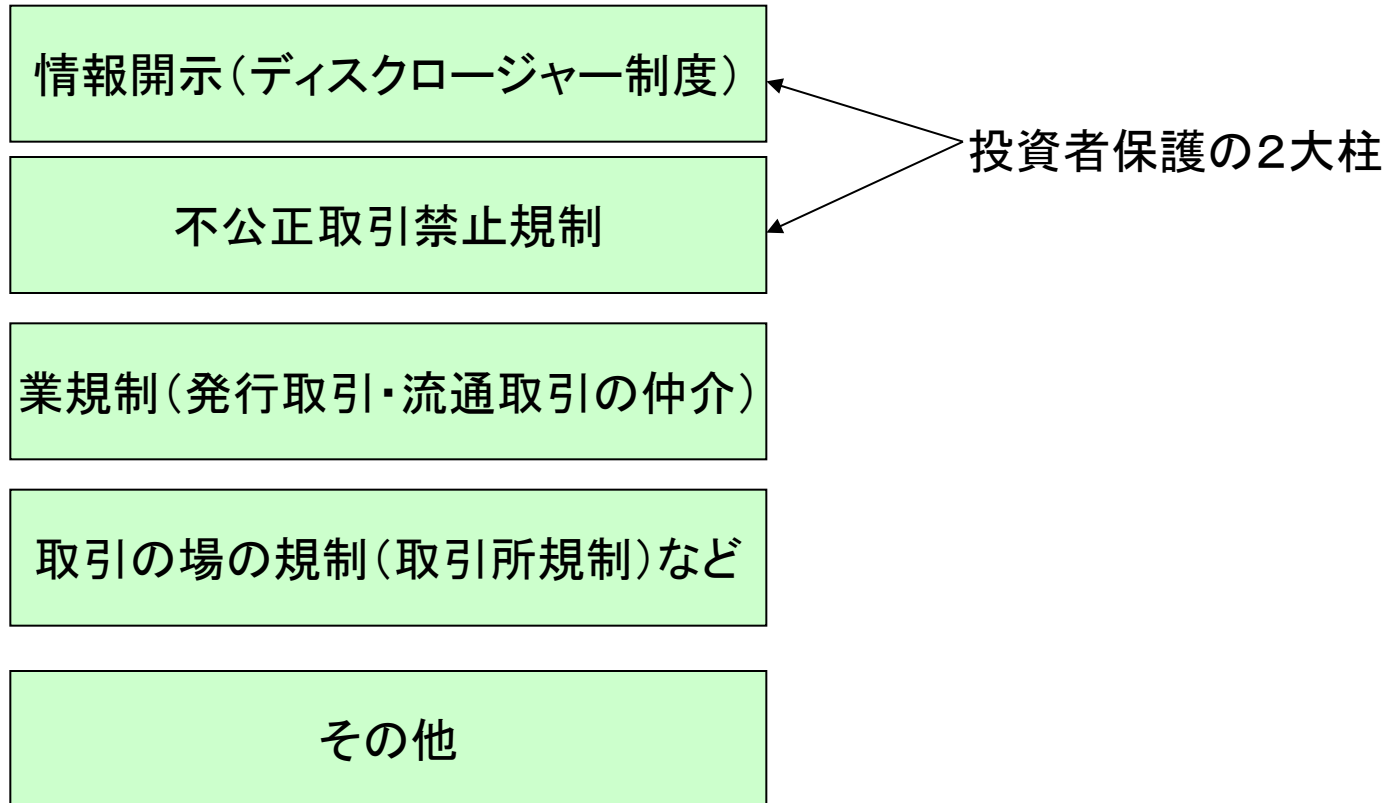 情報開示(ディスクロージャー制度)
投資者保護の2大柱
不公正取引禁止規制
業規制(発行取引・流通取引の仲介)
取引の場の規制(取引所規制)など
その他